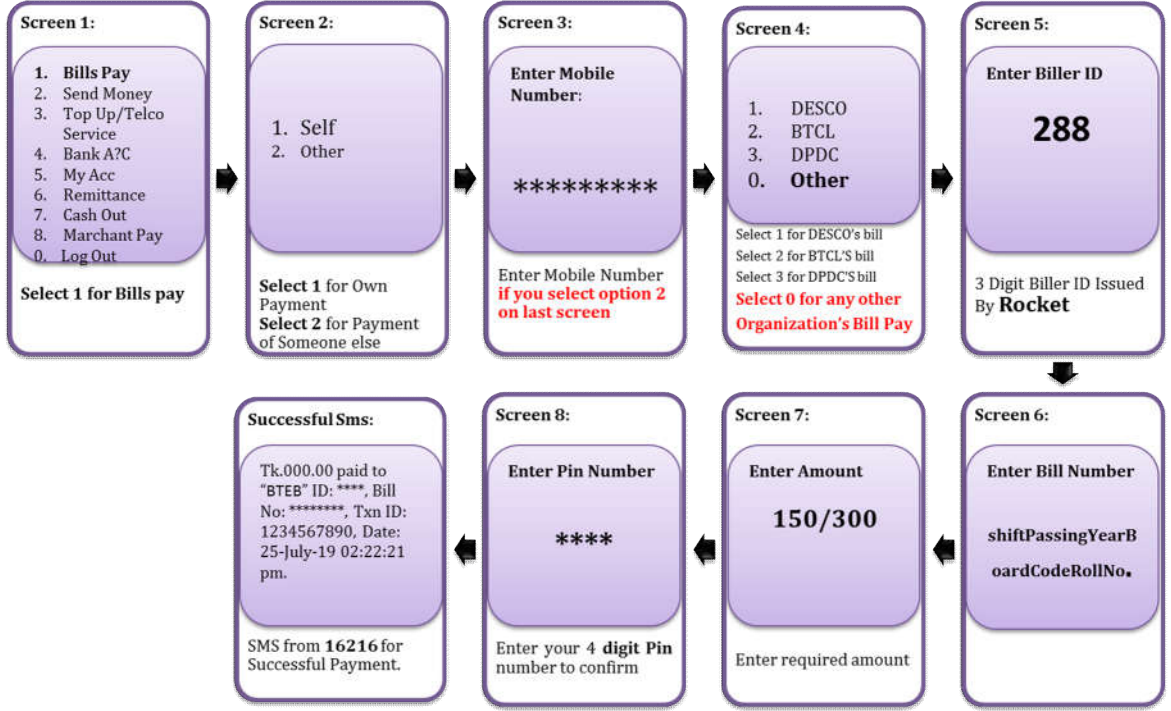 Screen 1:
1. Bills Pay
2. Send Money
3. Top Up/Telco
Service
4. Bank A?C
5. My Acc
6. Remittance
7. Cash Out
8. Marchant Pay
0. Log Out
Select 1 for Bills pay
Screen 2:
1. Self
2. Other
Select 1 for Own
Payment
Select 2 for Payment
of Someone else
Screen 3:
Enter Mobile
Number:
*********
Enter Mobile Number
if you select option 2
on last screen
Screen 4:
1. DESCO
2. BTCL
3. DPDC
0. Other
Select 1 for DESCO's bill
Select 2 for BTCL'S bill
Select 3 for DPDC'S bill
Select 0 for any other
Organization's Bill Pay
Screen 5:
Enter Biller ID
288
3 Digit Biller ID Issued
By Rocket
Screen 6:
Enter Bill Number
shiftPassingYearB
oardCodeRollNo.
Screen 7:
Enter Amount
150/300
Enter required amount
Screen 8:
Enter Pin Number
****
Enter your 4 digit Pin
number to confirm
Successful Sms:
Tk.000.00 paid to
"BTEB" ID: ****, Bill
No: ********, Txn ID:
1234567890, Date:
25-July-19 02:22:21
pm.
SMS from 16216 for
Successful Payment.